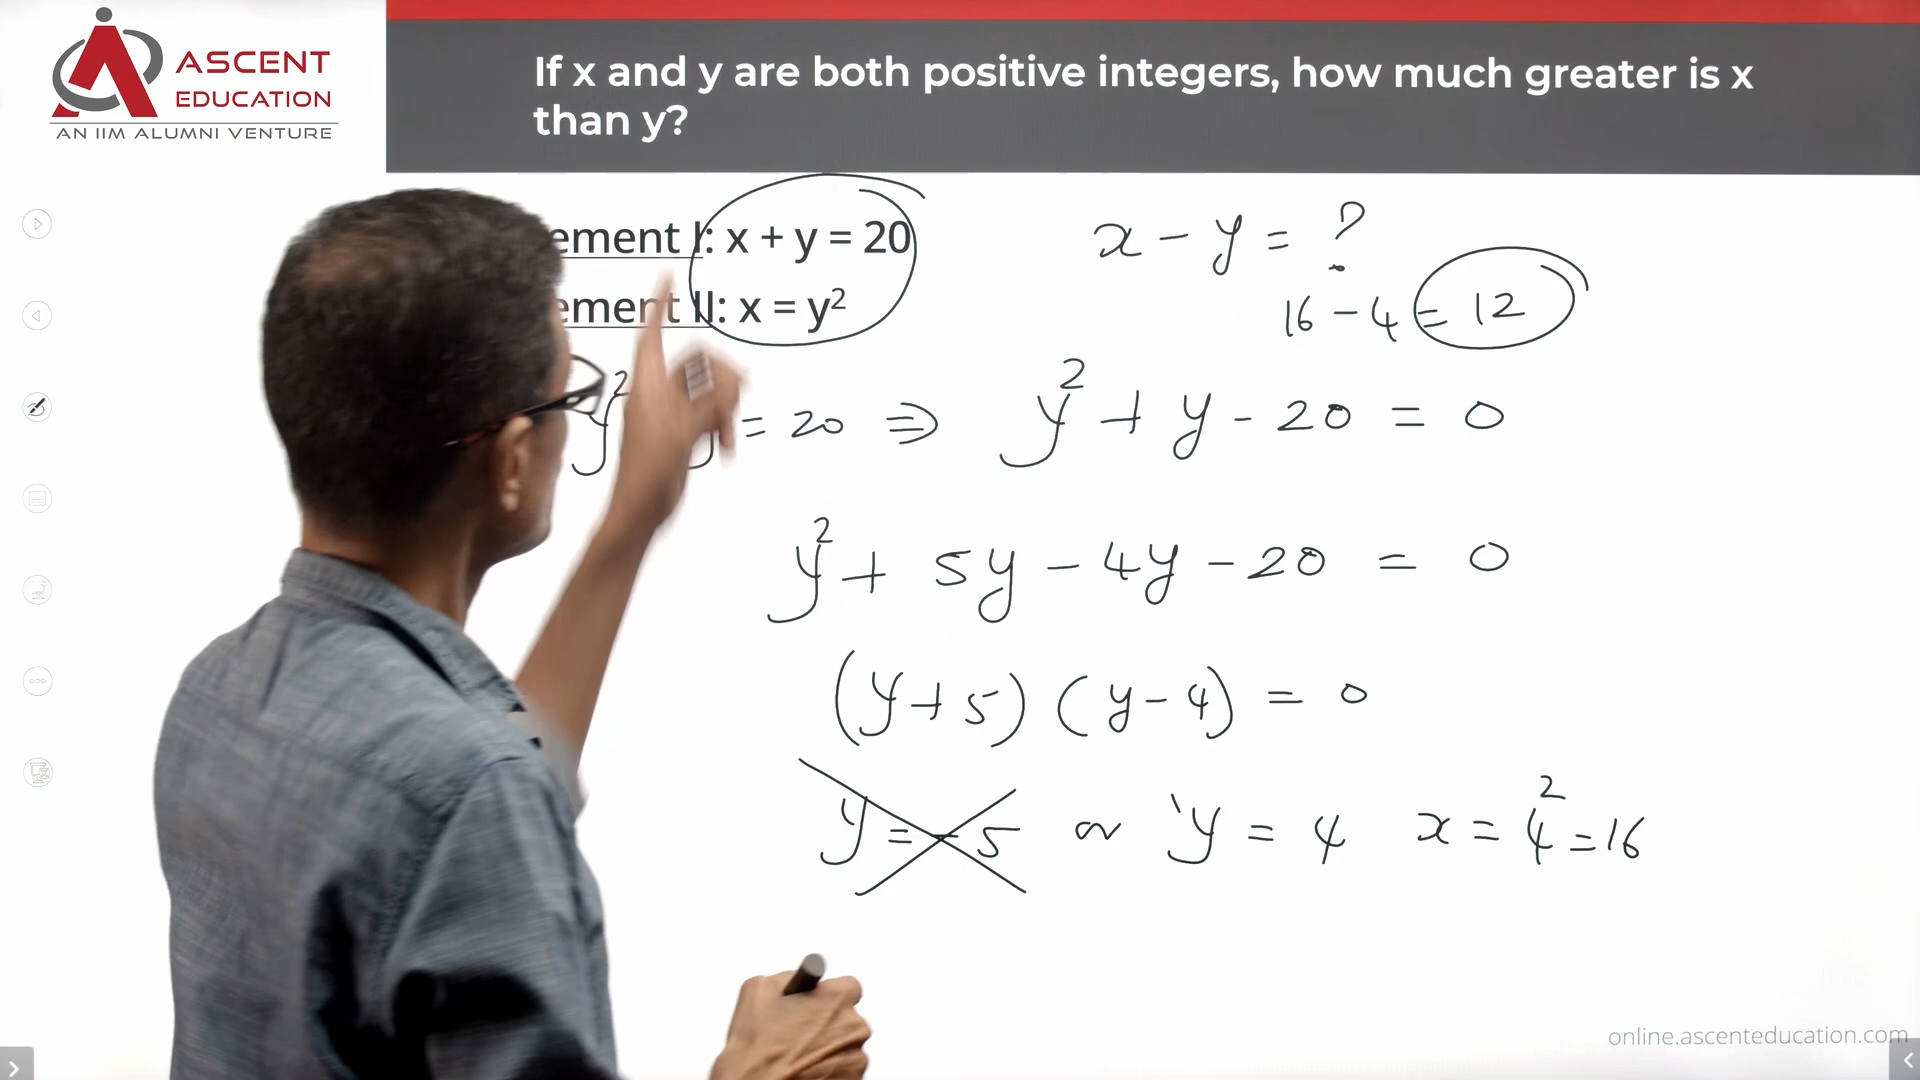 ASCENT
EDUCATION
AN IIM ALUMNI VENTURE
If x and y are both positive integers, how much greater is x
than y?
ement I: x + y = 20
ement II: x = y²
x - y = ?
16 - 4 = 12
y² y = 20 ⇒ y² + y - 20 = 0
y² + 5y - 4y - 20 = 0
(y + 5) (y - 4) = 0
y = -5 or y = 4 x = 4² = 16
online.ascenteducation.com